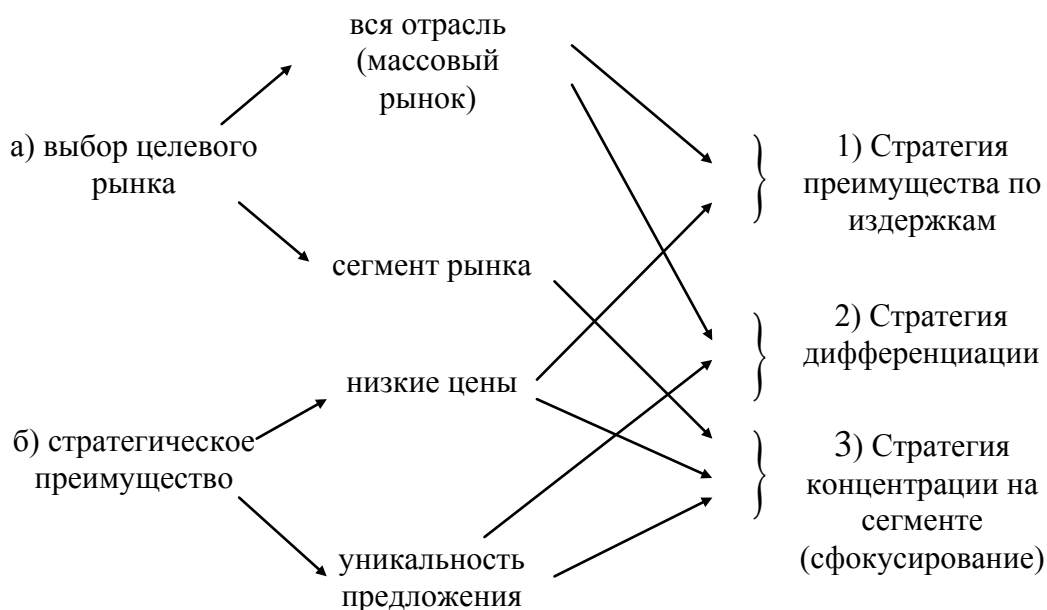 вся отрасль
(массовый
рынок)
а) выбор целевого
рынка
сегмент рынка
низкие цены
б) стратегическое
преимущество
уникальность
предложения
1) Стратегия
преимущества по
издержкам
2) Стратегия
дифференциации
3) Стратегия
концентрации на
сегменте
(сфокусирование)